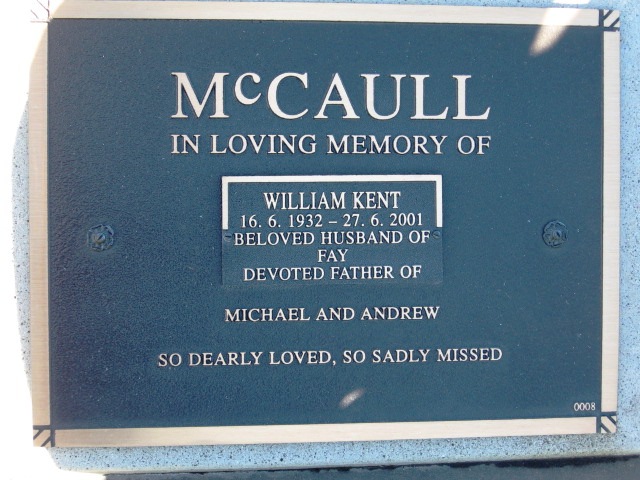 McCAULL
IN LOVING MEMORY OF
WILLIAM KENT
16. 6. 1932 – 27. 6. 2001
BELOVED HUSBAND OF
FAY
DEVOTED FATHER OF
MICHAEL AND ANDREW
SO DEARLY LOVED, SO SADLY MISSED
0008